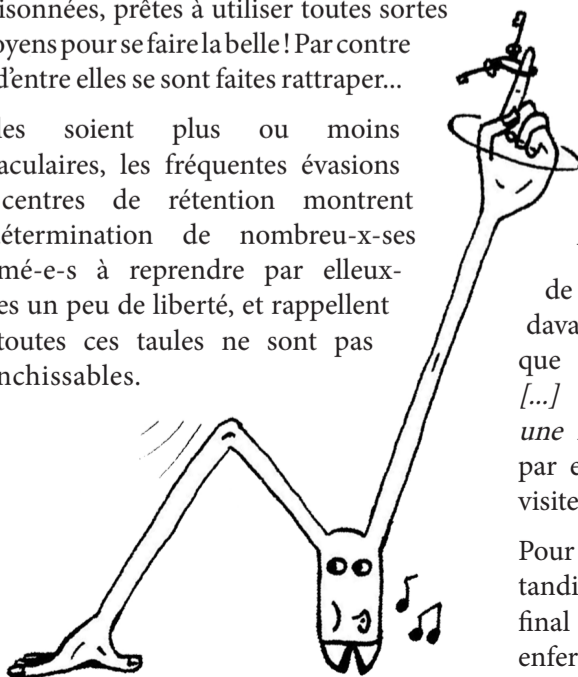 isonnées, prêtes à utiliser toutes sortes
oyens pour se faire la belle ! Par contre
d'entre elles se sont faites rattraper...
les soient plus ou moins
aculaires, les fréquentes évasions
centres de rétention montrent
étermination de nombreu-x-ses
mé-e-s à reprendre par elleux-
es un peu de liberté, et rappellent
toutes ces taules ne sont pas
nchissables.
de
dava
que
[...]
une
par e
visite
Pour
tandi
final
enfer